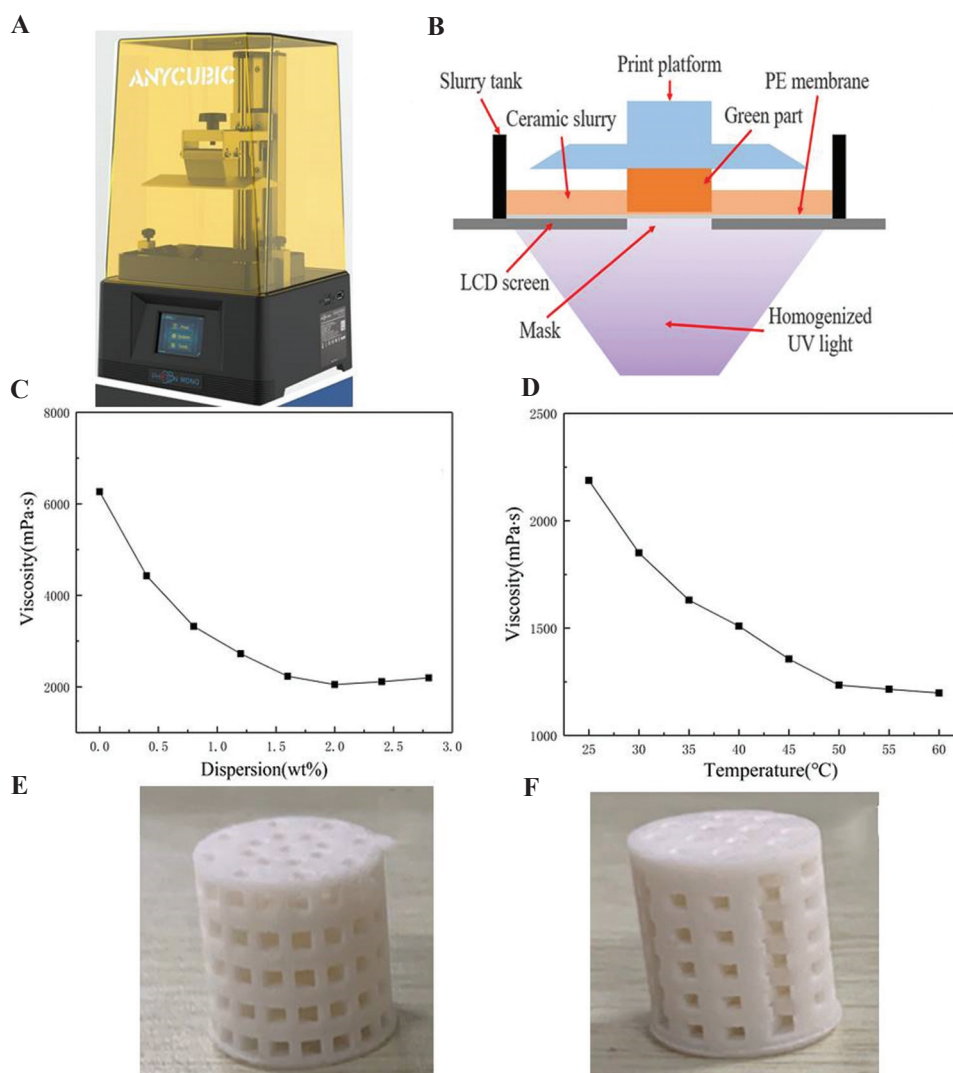 A
ANYCUBIC
B
Print platform
Slurry tank
PE membrane
Ceramic slurry
Green part
LCD screen
Mask
Homogenized
UV light
C
8000
6000
4000
2000
Viscosity(mPa·s)
0.0 0.5 1.0 1.5 2.0 2.5 3.0
Dispersion(wt%)
D
2500
2000
1500
1000
Viscosity(mPa·s)
25 30 35 40 45 50 55 60
Temperature(℃)
E
F